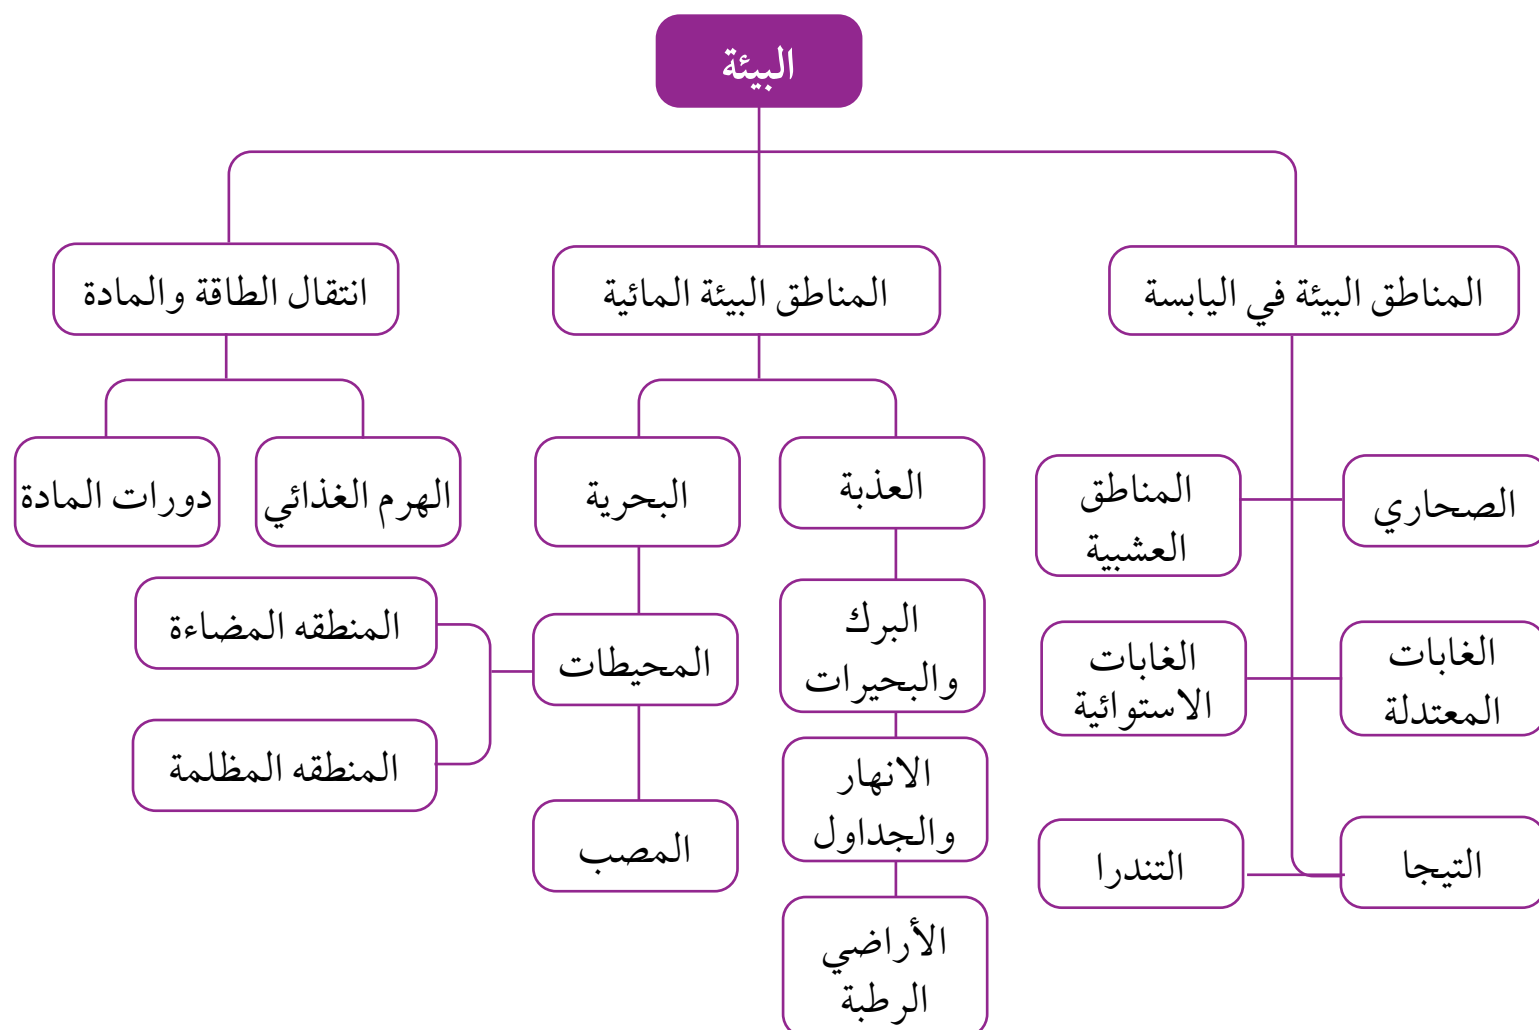 البيئة
المناطق البيئة في اليابسة
المناطق البيئة المائية
انتقال الطاقة والمادة
الصحاري
المناطق
العشبية
الغابات
المعتدلة
الغابات
الاستوائية
التيجا
التندرا
العذبة
البحرية
البرك
والبحيرات
الانهار
والجداول
الأراضي
الرطبة
المحيطات
المصب
المنطقه المضاءة
المنطقه المظلمة
الهرم الغذائي
دورات المادة